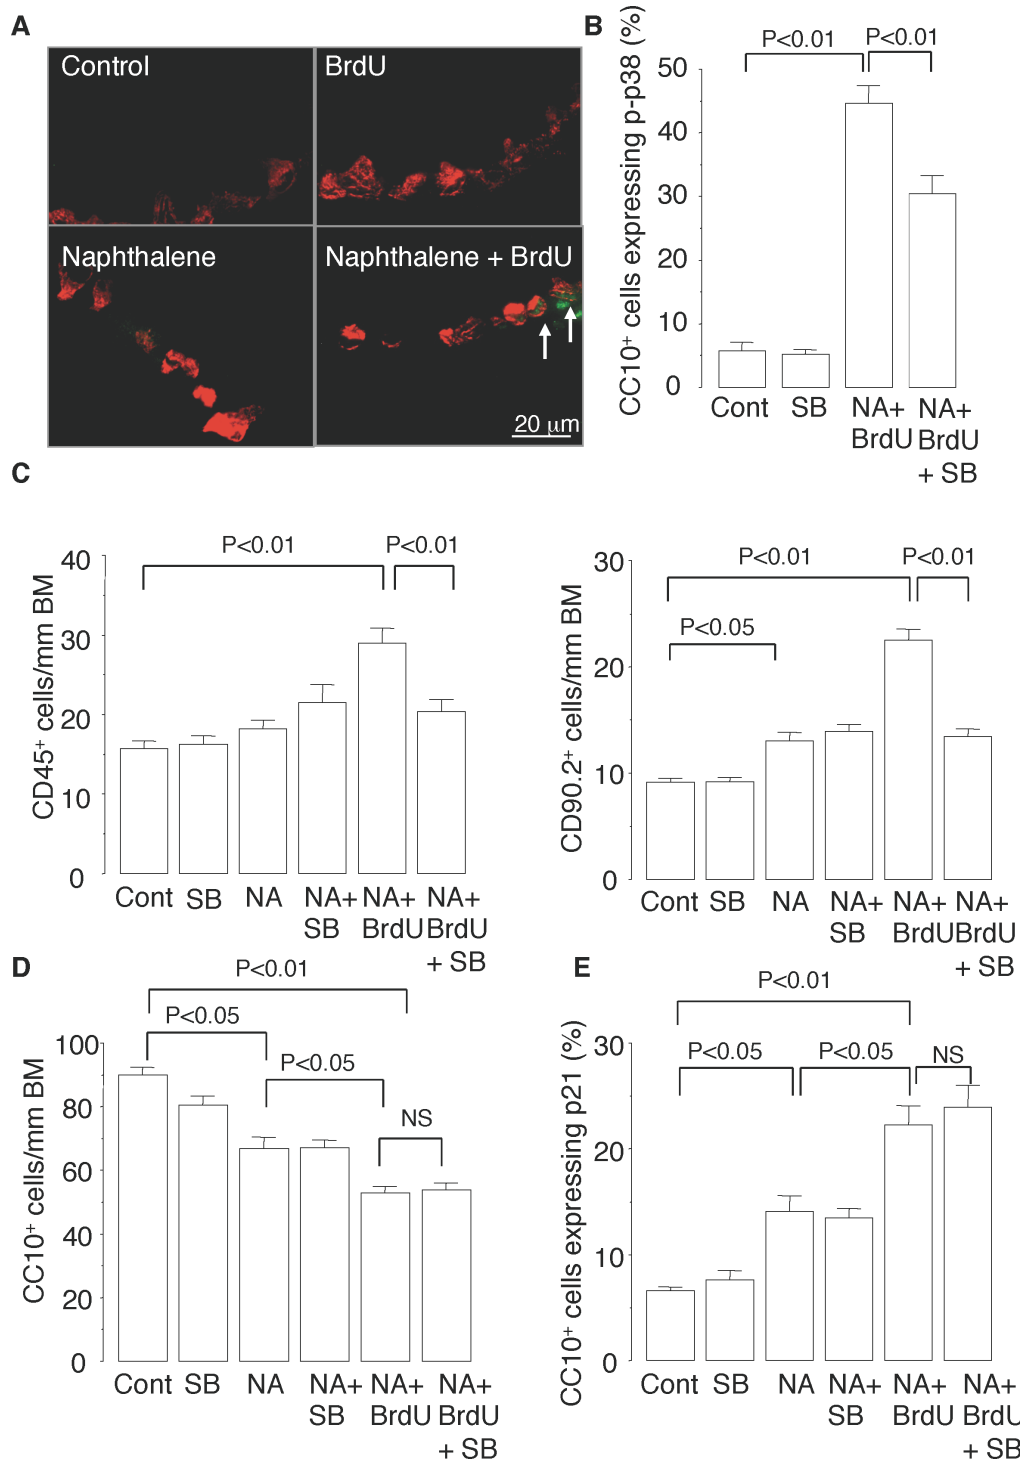 A
Control
BrdU
Naphthalene
Naphthalene + BrdU
20 μm
B
CC10⁺ cells expressing p-p38 (%)
P<0.01
P<0.01
50
40
30
20
10
0
Cont
SB
NA+
BrdU
NA+
BrdU
+ SB
C
CD45⁺ cells/mm BM
P<0.01
P<0.01
40
30
20
10
0
Cont
SB
NA
NA+
SB
NA+
BrdU
NA+
BrdU
+ SB
CD90.2⁺ cells/mm BM
P<0.01
P<0.01
P<0.05
30
20
10
0
Cont
SB
NA
NA+
SB
NA+
BrdU
NA+
BrdU
+ SB
D
CC10⁺ cells/mm BM
P<0.01
P<0.05
P<0.05
NS
100
80
60
40
20
0
Cont
SB
NA
NA+
SB
NA+
BrdU
NA+
BrdU
+ SB
E
CC10⁺ cells expressing p21 (%)
P<0.01
P<0.05
P<0.05
NS
30
20
10
0
Cont
SB
NA
NA+
SB
NA+
BrdU
NA+
BrdU
+ SB